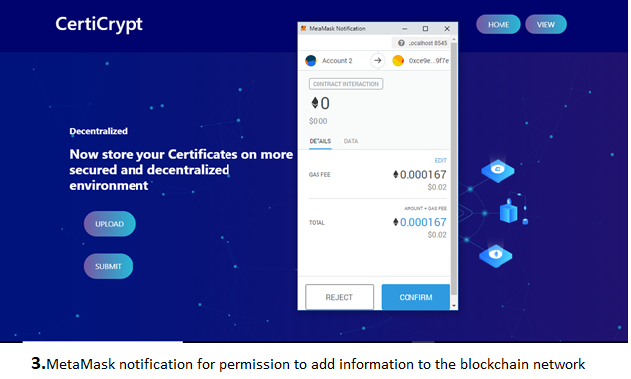 CertiCrypt
HOME
VIEW
MetaMask Notification
localhost 8545
Account 2
0xce9e...9f7e
CONTRACT INTERACTION
0
$0.00
DETAILS
DATA
EDIT
GAS FEE
0.000167
$0.02
AMOUNT + GAS FEE
TOTAL
0.000167
$0.02
REJECT
CONFIRM
Decentralized
Now store your Certificates on more
secured and decentralized
environment
UPLOAD
SUBMIT
3.MetaMask notification for permission to add information to the blockchain network